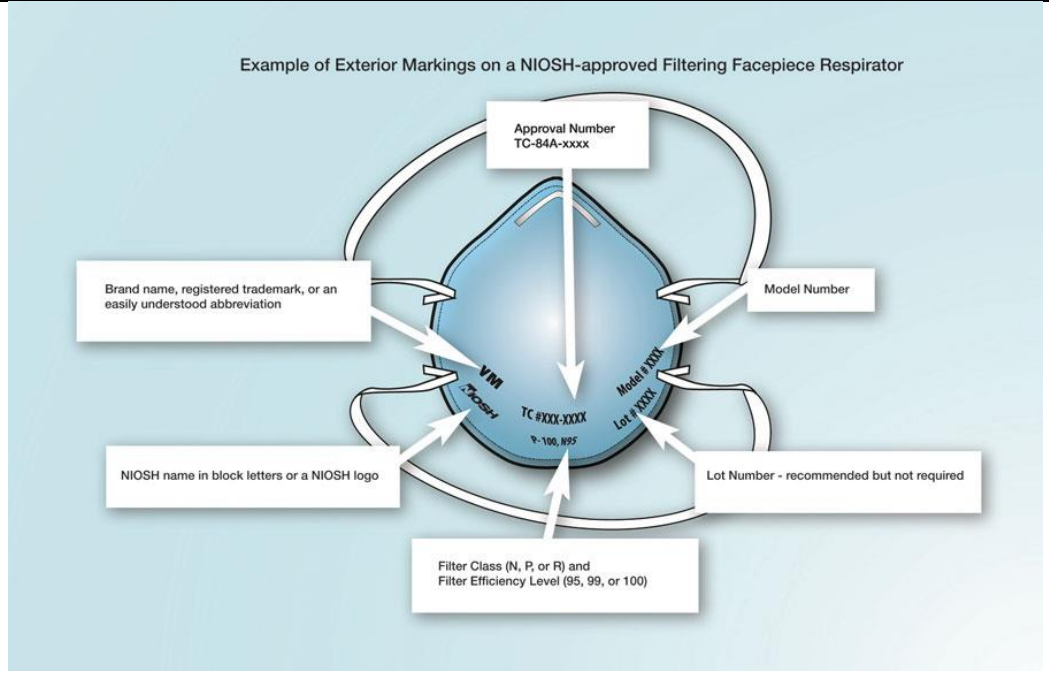 Example of Exterior Markings on a NIOSH-approved Filtering Facepiece Respirator
Approval Number
TC-84A-xxxx
Brand name, registered trademark, or an
easily understood abbreviation
Model Number
VM
NIOSH
TC #XXX-XXXX
P-100, N95
Model # XXXX
Lot # XXXX
NIOSH name in block letters or a NIOSH logo
Lot Number - recommended but not required
Filter Class (N, P, or R) and
Filter Efficiency Level (95, 99, or 100)